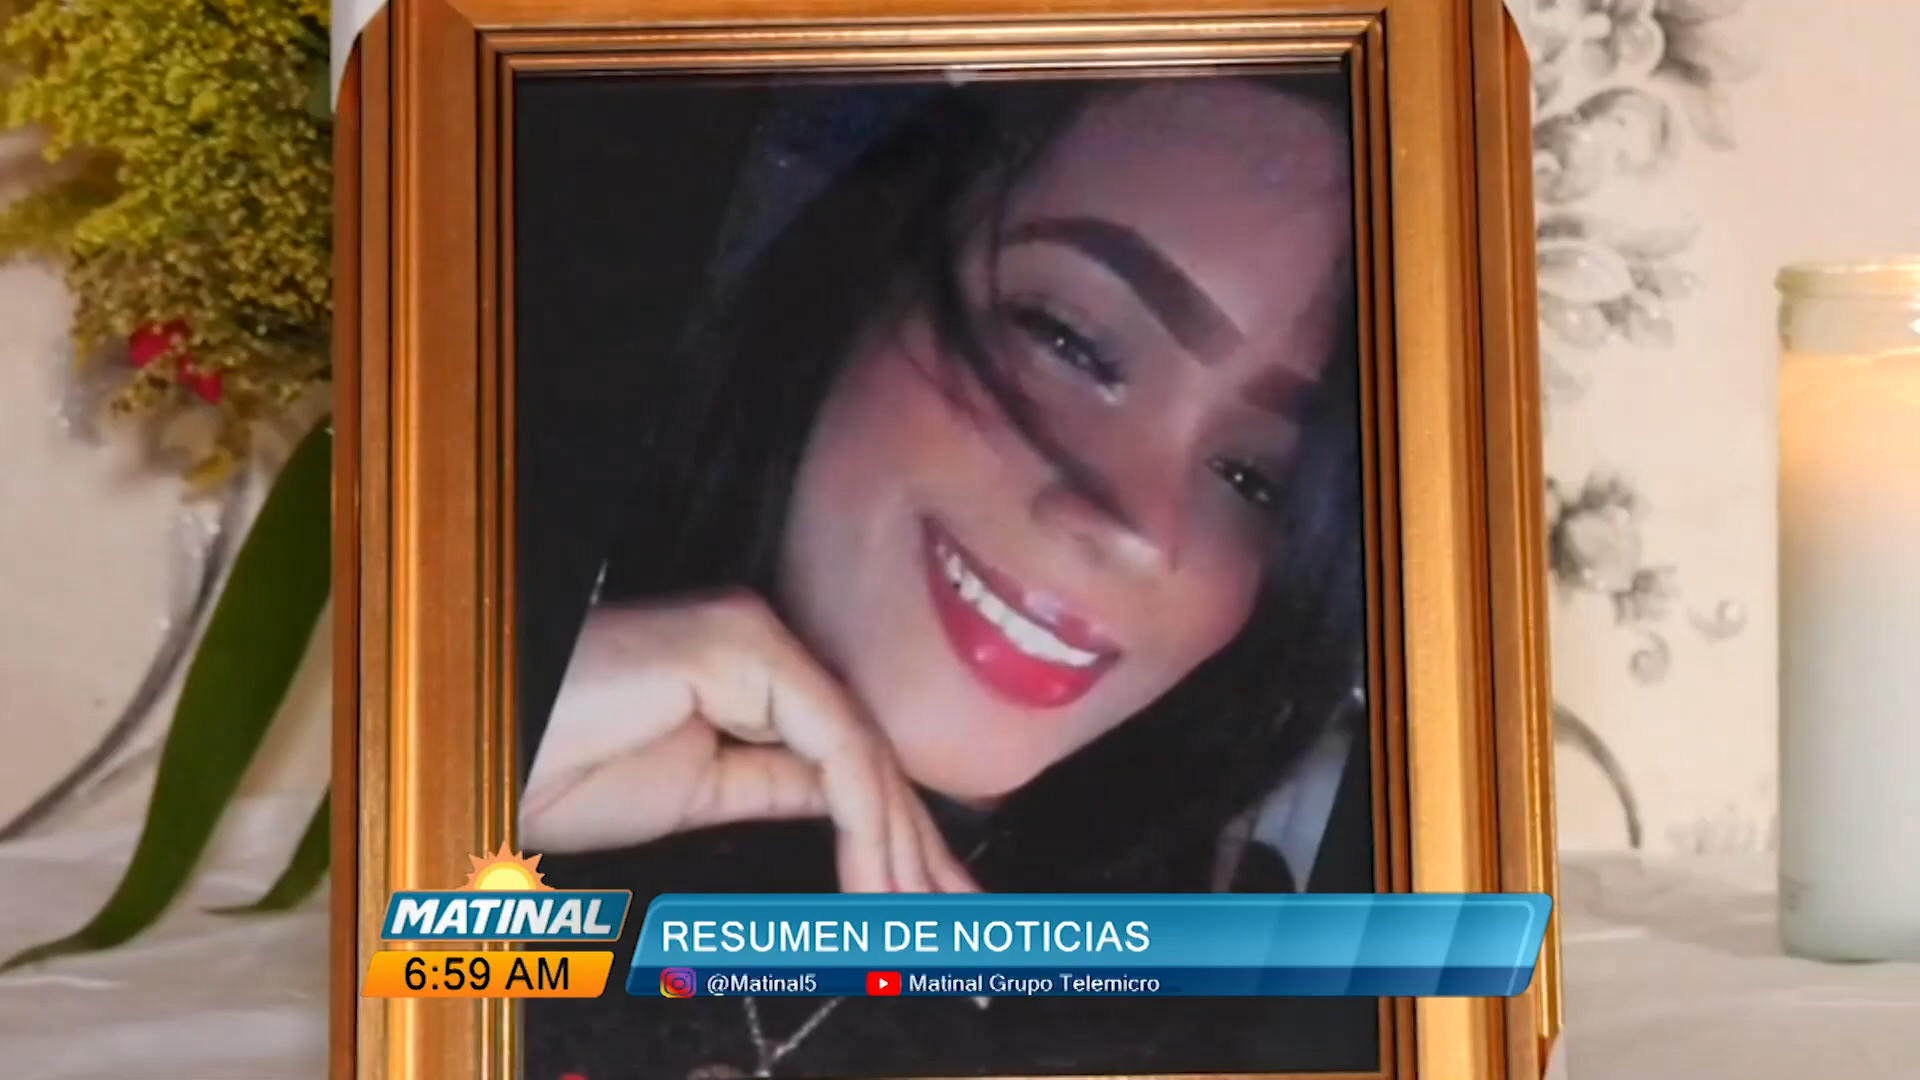 MATINAL
6:59 AM
RESUMEN DE NOTICIAS
@Matinal5
Matinal Grupo Telemicro